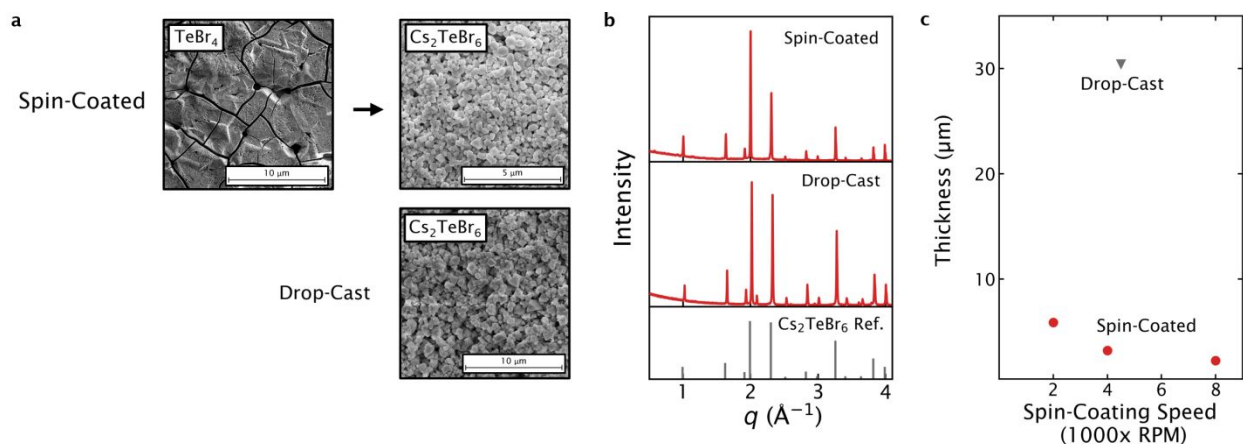 a
Spin-Coated
TeBr₄
10 µm
Cs₂TeBr₆
5 µm
Drop-Cast
Cs₂TeBr₆
10 µm
b
Intensity
Spin-Coated
Drop-Cast
Cs₂TeBr₆ Ref.
1 2 3 4
q (Å⁻¹)
c
Thickness (µm)
30
20
10
Drop-Cast
Spin-Coated
2 4 6 8
Spin-Coating Speed
(1000x RPM)